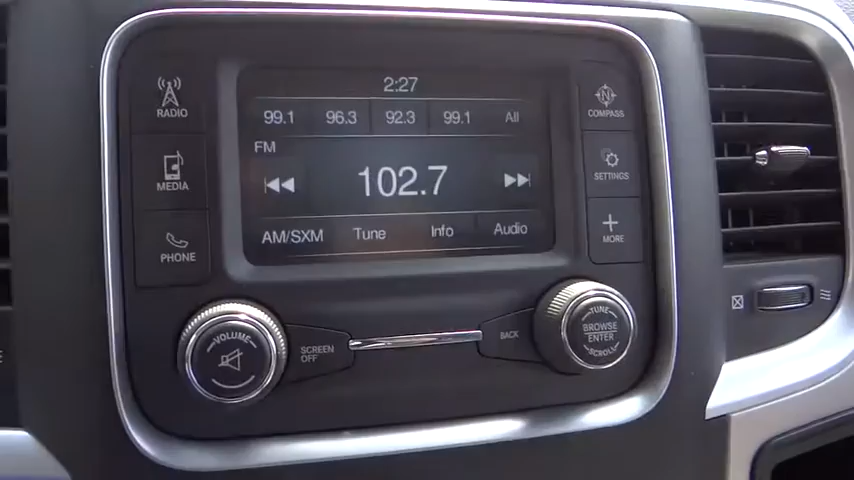 2:27
99.1 96.3 92.3 99.1 All
FM
102.7
AM/SXM Tune Info Audio
RADIO
MEDIA
PHONE
N
COMPASS
SETTINGS
MORE
VOLUME
SCREEN
OFF
BACK
TUNE
BROWSE
ENTER
SCROLL